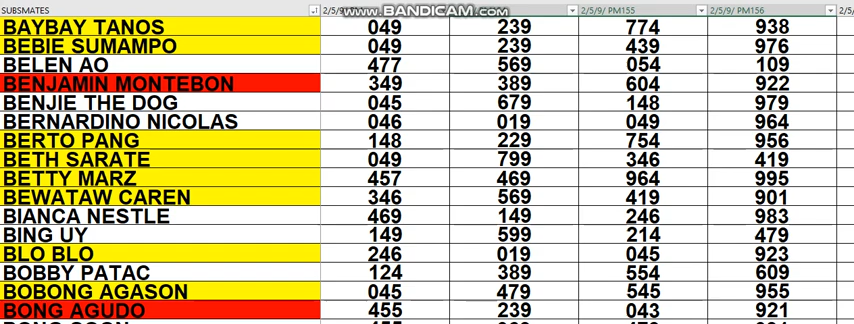 SUBSMATES 2/5/9/ www.BANDICAM.com 2/5/9/ PM155 2/5/9/ PM156 2/5/
BAYBAY TANOS 049 239 774 938
BEBIE SUMAMPO 049 239 439 976
BELEN AO 477 569 054 109
BENJAMIN MONTEBON 349 389 604 922
BENJIE THE DOG 045 679 148 979
BERNARDINO NICOLAS 046 019 049 964
BERTO PANG 148 229 754 956
BETH SARATE 049 799 346 419
BETTY MARZ 457 469 964 995
BEWATAW CAREN 346 569 419 901
BIANCA NESTLE 469 149 246 983
BING UY 149 599 214 479
BLO BLO 246 019 045 923
BOBBY PATAC 124 389 554 609
BOBONG AGASON 045 479 545 955
BONG AGUDO 455 239 043 921